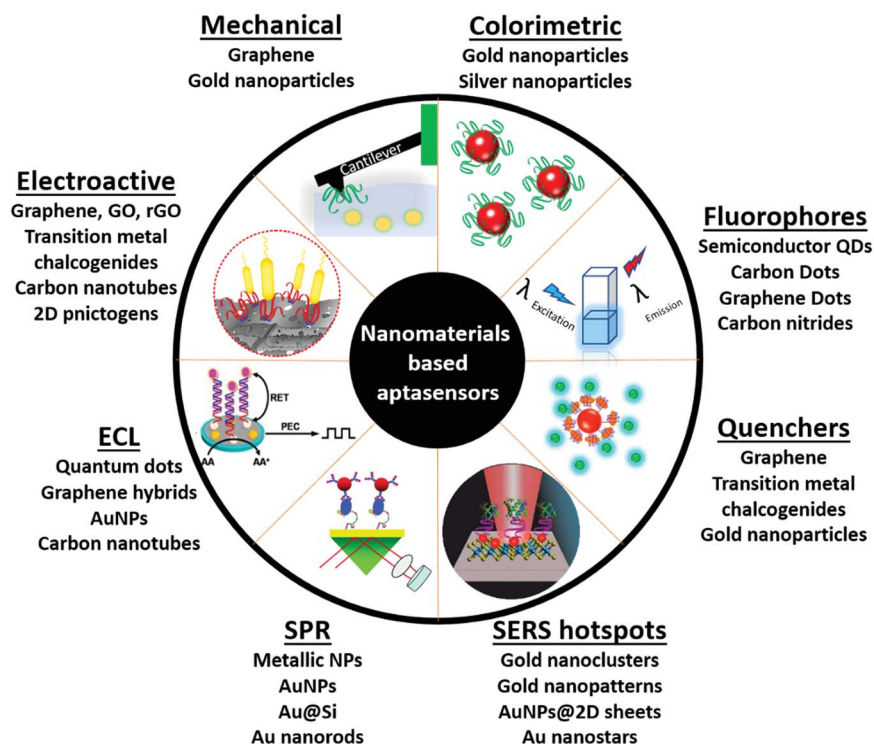 Mechanical
Graphene
Gold nanoparticles
Colorimetric
Gold nanoparticles
Silver nanoparticles
Cantilever
Electroactive
Graphene, GO, rGO
Transition metal
chalcogenides
Carbon nanotubes
2D pnictogens
Fluorophores
Semiconductor QDs
Carbon Dots
Graphene Dots
Carbon nitrides
λ
Excitation
λ
Emission
Nanomaterials
based
aptasensors
RET
PEC
AA
AA⁺
ECL
Quantum dots
Graphene hybrids
AuNPs
Carbon nanotubes
Quenchers
Graphene
Transition metal
chalcogenides
Gold nanoparticles
SPR
Metallic NPs
AuNPs
Au@Si
Au nanorods
SERS hotspots
Gold nanoclusters
Gold nanopatterns
AuNPs@2D sheets
Au nanostars